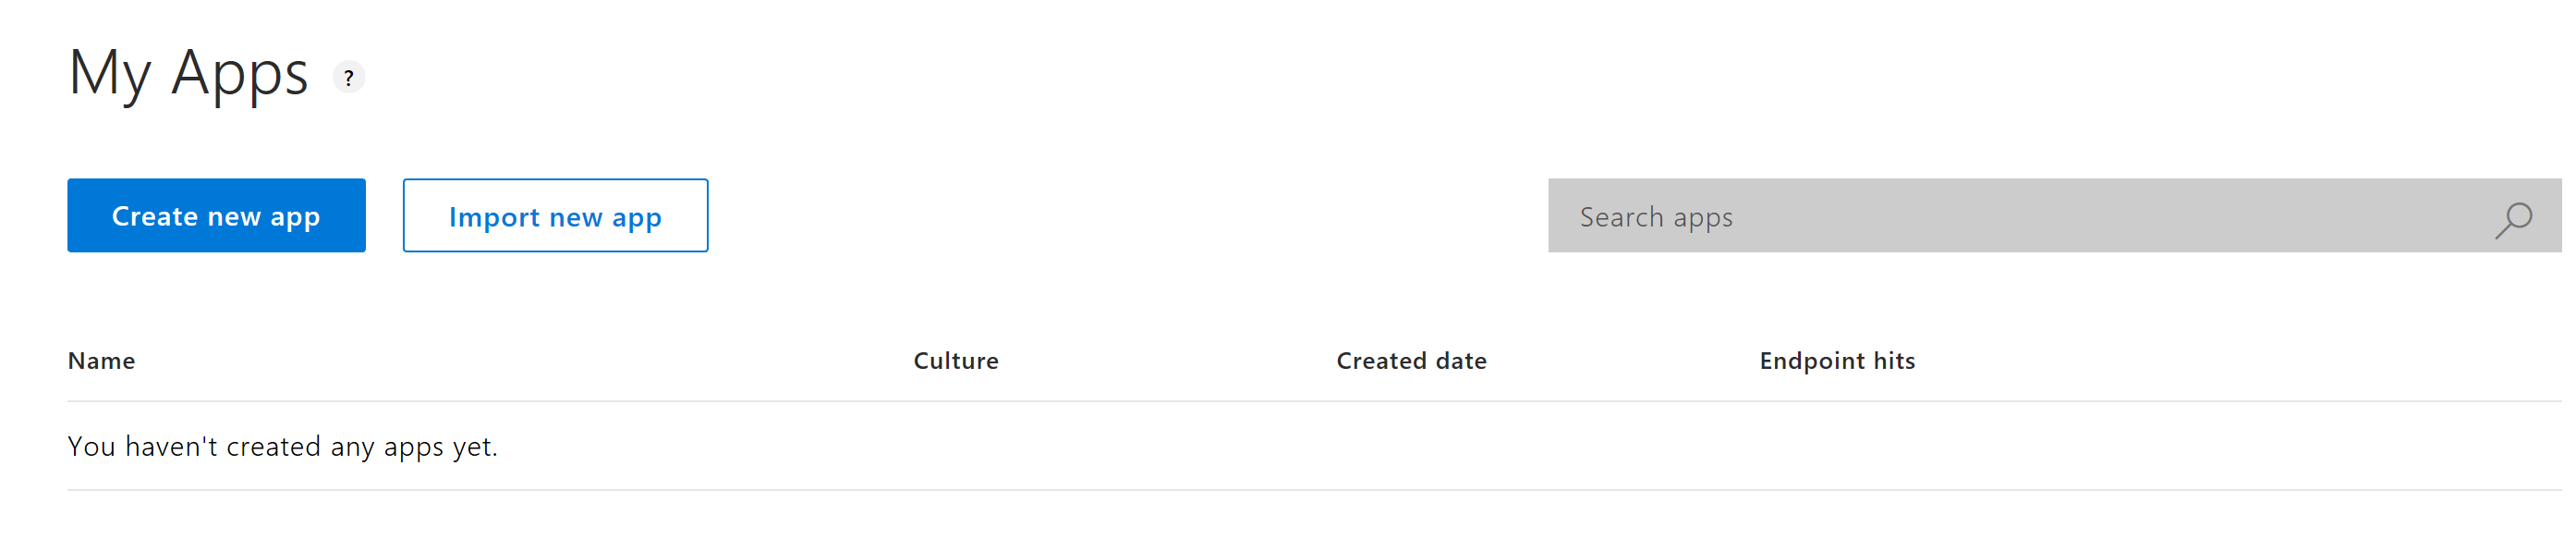 My Apps ?
Create new app Import new app Search apps
Name Culture Created date Endpoint hits
You haven't created any apps yet.